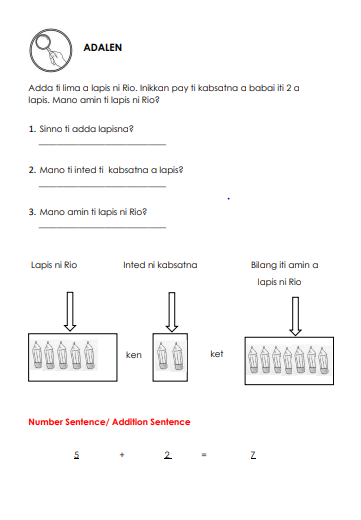 ADALEN
Adda ti lima a lapis ni Rio. Inikkan pay ti kabsatna a babai iti 2 a
lapis. Mano amin ti lapis ni Rio?
1. Sinno ti adda lapisna?
2. Mano ti inted ti kabsatna a lapis?
3. Mano amin ti lapis ni Rio?
Lapis ni Rio Inted ni kabsatna Bilang iti amin a
lapis ni Rio
ken ket
Number Sentence/ Addition Sentence
5 + 2 = 7